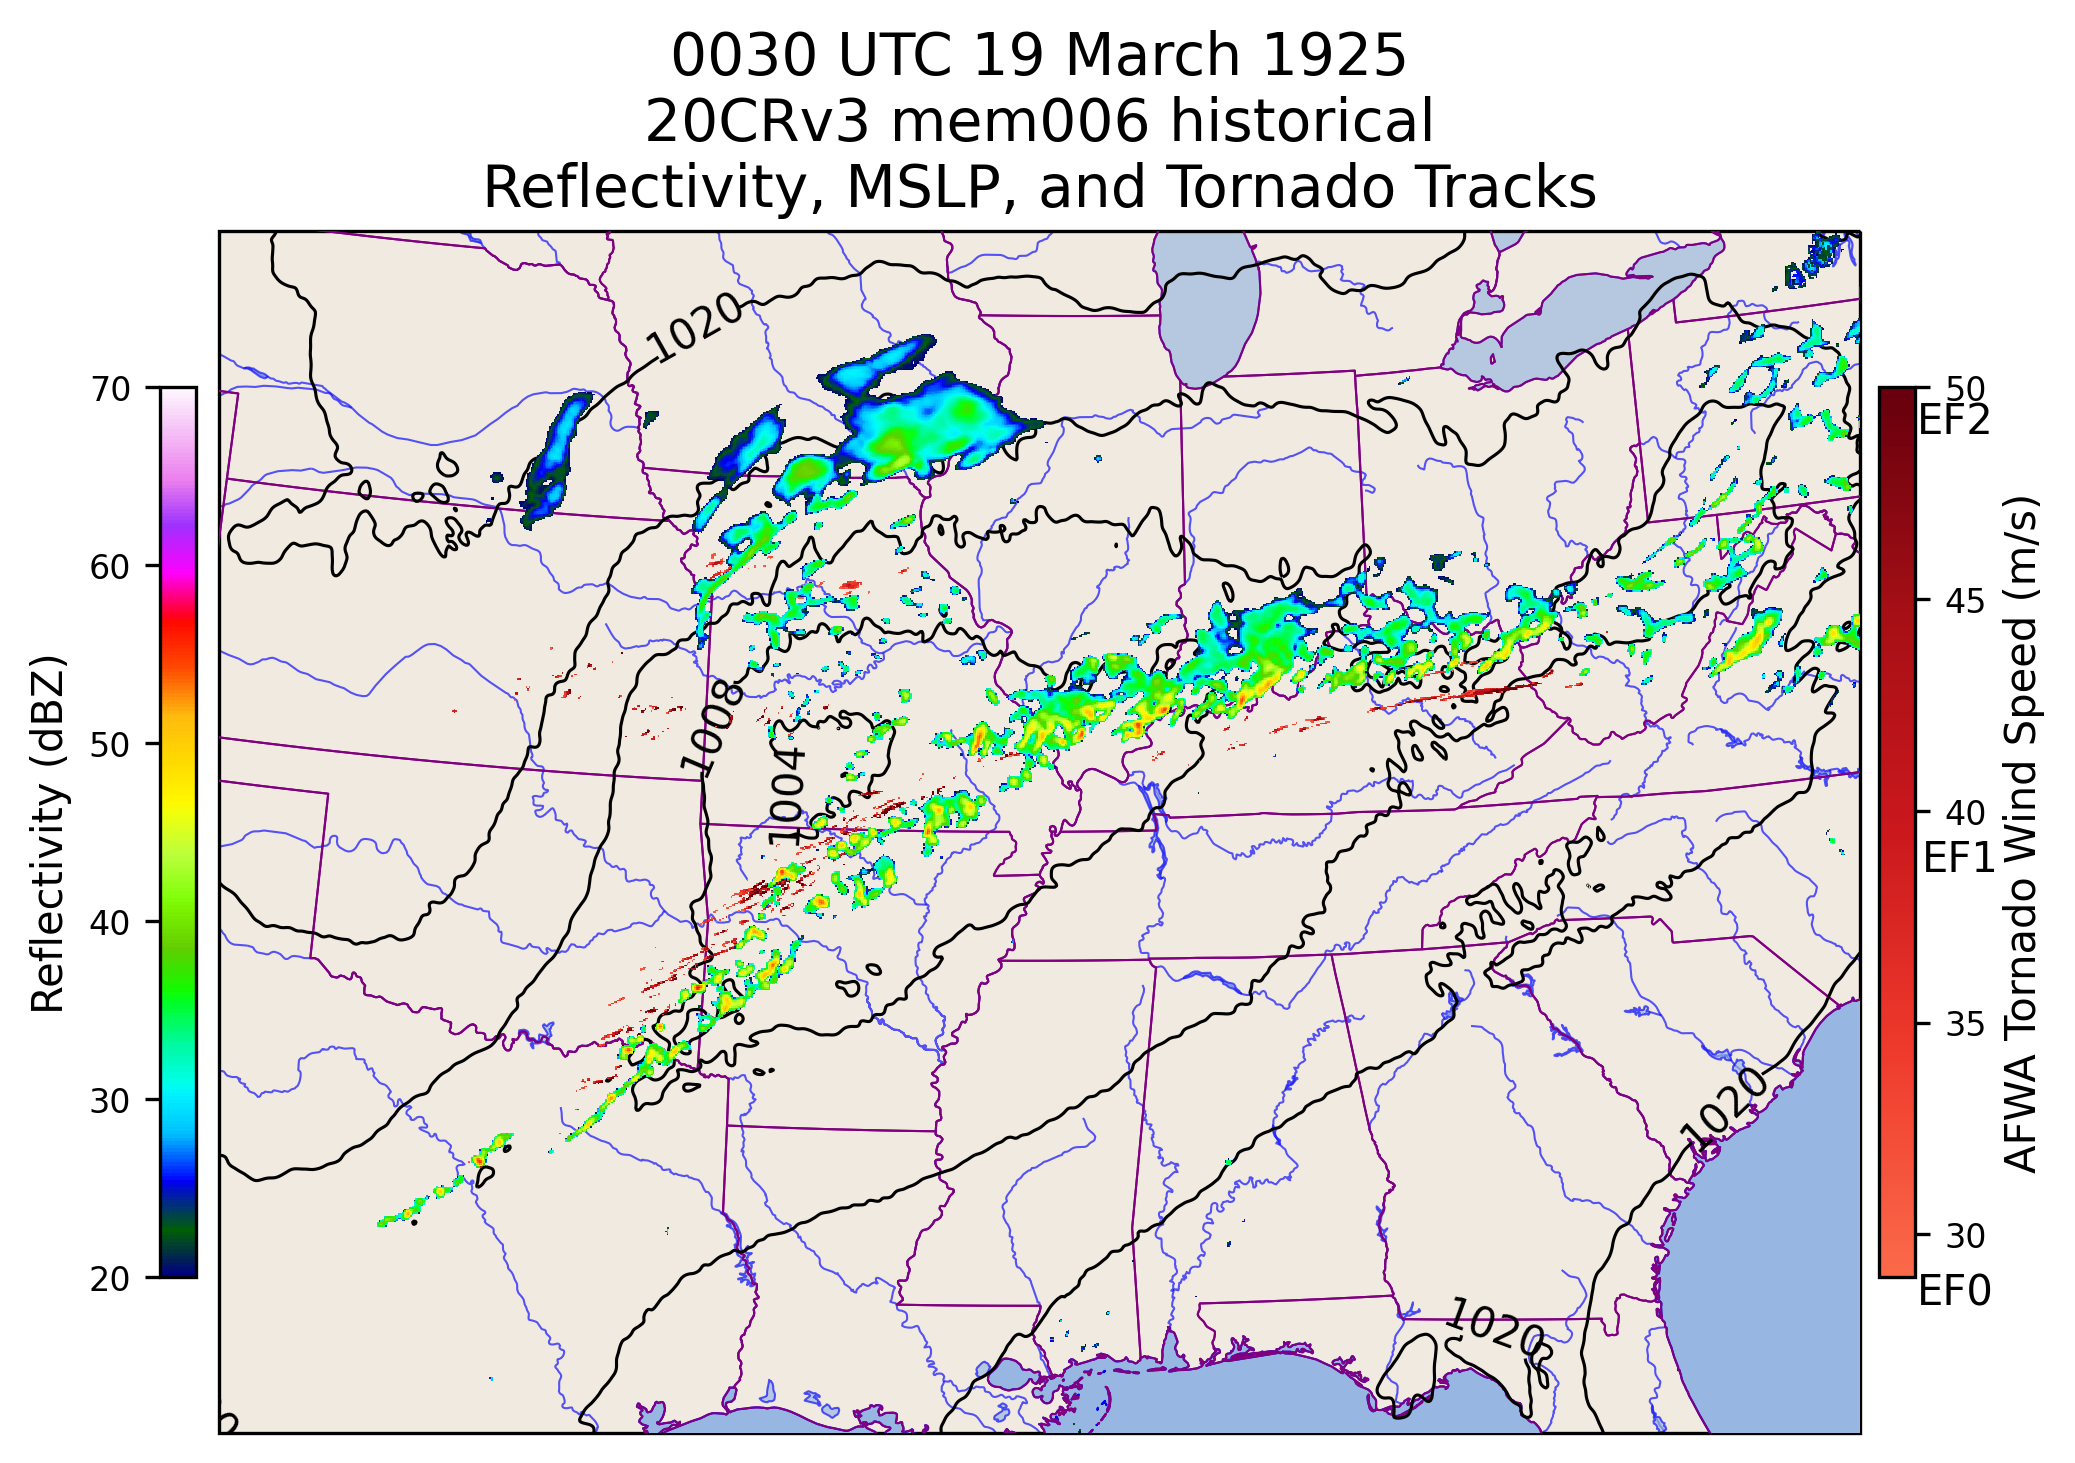 0030 UTC 19 March 1925
20CRv3 mem006 historical
Reflectivity, MSLP, and Tornado Tracks
Reflectivity (dBZ)
70
60
50
40
30
20
1020
1008
1004
1020
1020
50
EF2
45
40
EF1
35
30
EF0
AFWA Tornado Wind Speed (m/s)